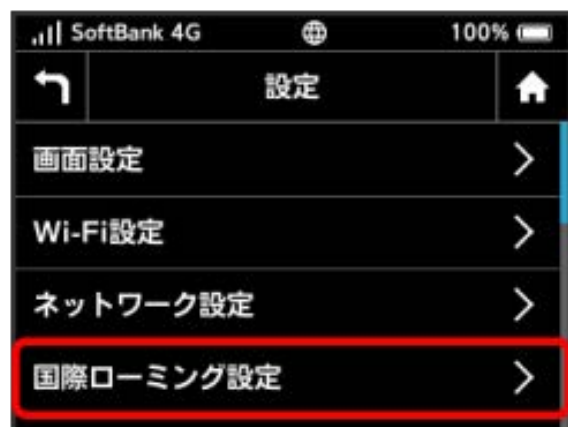 SoftBank 4G 100%
設定
画面設定
Wi-Fi設定
ネットワーク設定
国際ローミング設定